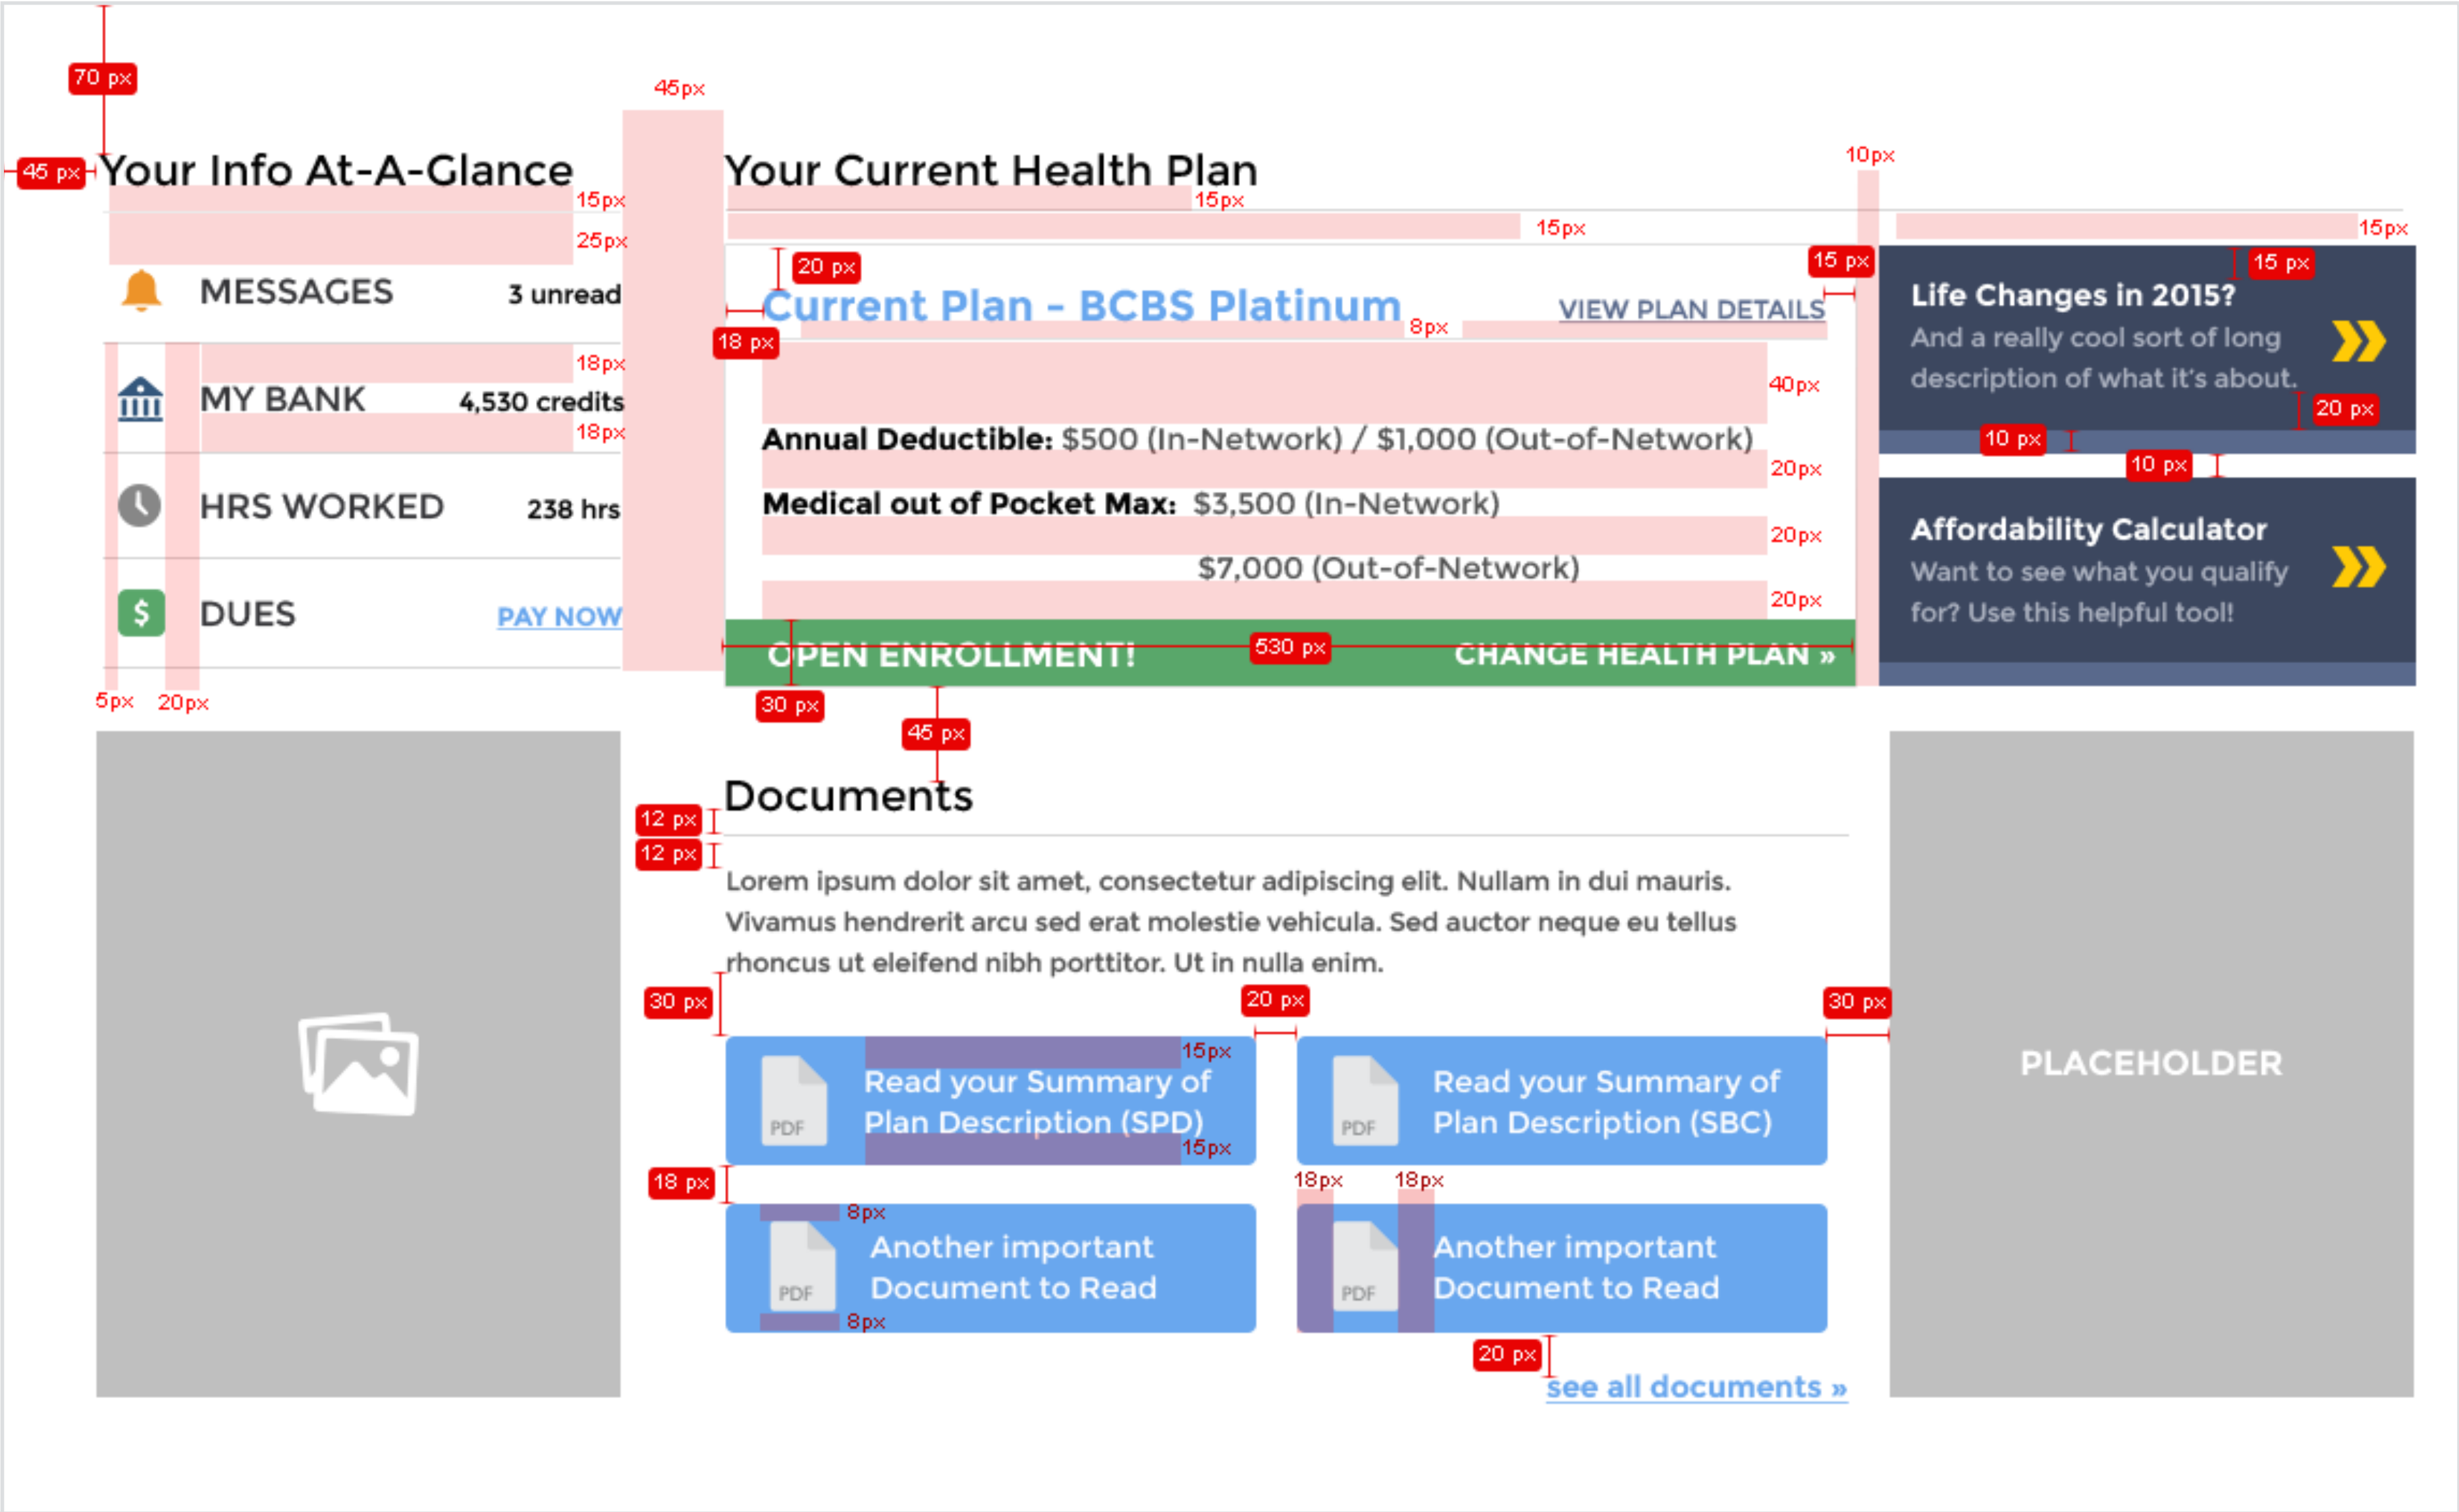 70 px
45px
45 px
Your Info At-A-Glance
15px
25px
MESSAGES
3 unread
18px
MY BANK
4,530 credits
18px
HRS WORKED
238 hrs
DUES
PAY NOW
5px
20px
Your Current Health Plan
15px
15px
10px
15px
20 px
15 px
Current Plan - BCBS Platinum
VIEW PLAN DETAILS
8px
18 px
40px
Annual Deductible: $500 (In-Network) / $1,000 (Out-of-Network)
20px
Medical out of Pocket Max: $3,500 (In-Network)
20px
$7,000 (Out-of-Network)
20px
OPEN ENROLLMENT!
530 px
CHANGE HEALTH PLAN »
30 px
45 px
15 px
Life Changes in 2015?
And a really cool sort of long
description of what it's about.
20 px
10 px
10 px
Affordability Calculator
Want to see what you qualify
for? Use this helpful tool!
Documents
12 px
12 px
Lorem ipsum dolor sit amet, consectetur adipiscing elit. Nullam in dui mauris.
Vivamus hendrerit arcu sed erat molestie vehicula. Sed auctor neque eu tellus
rhoncus ut eleifend nibh porttitor. Ut in nulla enim.
30 px
20 px
30 px
15px
PDF
Read your Summary of
Plan Description (SPD)
15px
PDF
Read your Summary of
Plan Description (SBC)
18 px
18px
18px
8px
PDF
Another important
Document to Read
8px
PDF
Another important
Document to Read
20 px
see all documents »
PLACEHOLDER